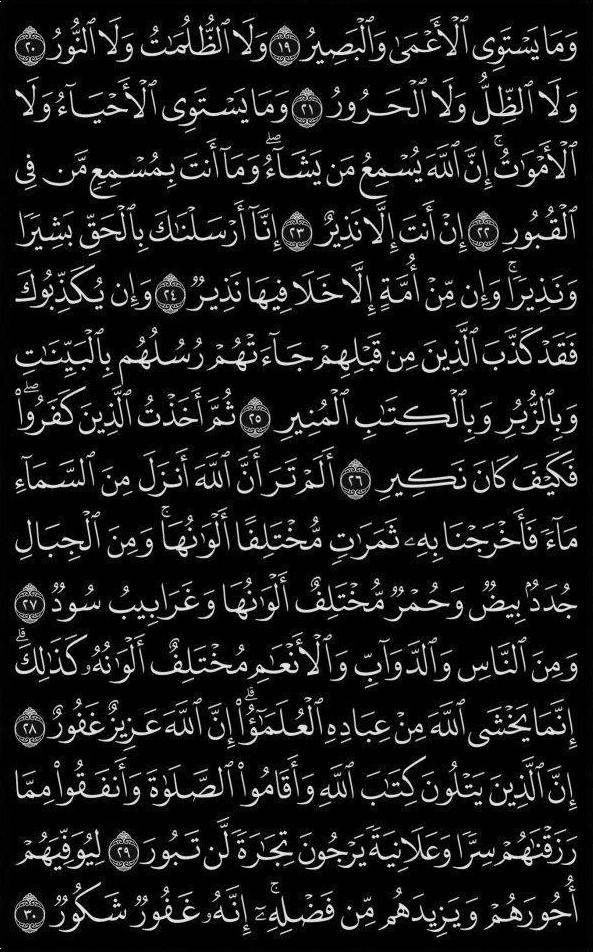 وَمَا يَسْتَوِى ٱلْأَعْمَىٰ وَٱلْبَصِيرُ ١٩ وَلَا ٱلظُّلُمَٰتُ وَلَا ٱلنُّورُ ٢٠
وَلَا ٱلظِّلُّ وَلَا ٱلْحَرُورُ ٢١ وَمَا يَسْتَوِى ٱلْأَحْيَآءُ وَلَا
ٱلْأَمْوَٰتُ ۚ إِنَّ ٱللَّهَ يُسْمِعُ مَن يَشَآءُ ۖ وَمَآ أَنتَ بِمُسْمِعٍ مَّن فِى
ٱلْقُبُورِ ٢٢ إِنْ أَنتَ إِلَّا نَذِيرٌ ٢٣ إِنَّآ أَرْسَلْنَٰكَ بِٱلْحَقِّ بَشِيرًا
وَنَذِيرًا ۚ وَإِن مِّنْ أُمَّةٍ إِلَّا خَلَا فِيهَا نَذِيرٌ ٢٤ وَإِن يُكَذِّبُوكَ
فَقَدْ كَذَّبَ ٱلَّذِينَ مِن قَبْلِهِمْ جَآءَتْهُمْ رُسُلُهُم بِٱلْبَيِّنَٰتِ
وَبِٱلزُّبُرِ وَبِٱلْكِتَٰبِ ٱلْمُنِيرِ ٢٥ ثُمَّ أَخَذْتُ ٱلَّذِينَ كَفَرُوا۟ ۖ
فَكَيْفَ كَانَ نَكِيرِ ٢٦ أَلَمْ تَرَ أَنَّ ٱللَّهَ أَنزَلَ مِنَ ٱلسَّمَآءِ
مَآءً فَأَخْرَجْنَا بِهِۦ ثَمَرَٰتٍ مُّخْتَلِفًا أَلْوَٰنُهَا ۚ وَمِنَ ٱلْجِبَالِ
جُدَدٌۢ بِيضٌ وَحُمْرٌ مُّخْتَلِفٌ أَلْوَٰنُهَا وَغَرَابِيبُ سُودٌ ٢٧
وَمِنَ ٱلنَّاسِ وَٱلدَّوَآبِّ وَٱلْأَنْعَٰمِ مُخْتَلِفٌ أَلْوَٰنُهُۥ كَذَٰلِكَ ۗ
إِنَّمَا يَخْشَى ٱللَّهَ مِنْ عِبَادِهِ ٱلْعُلَمَٰٓؤُا۟ ۗ إِنَّ ٱللَّهَ عَزِيزٌ غَفُورٌ ٢٨
إِنَّ ٱلَّذِينَ يَتْلُونَ كِتَٰبَ ٱللَّهِ وَأَقَامُوا۟ ٱلصَّلَوٰةَ وَأَنفَقُوا۟ مِمَّا
رَزَقْنَٰهُمْ سِرًّا وَعَلَانِيَةً يَرْجُونَ تِجَٰرَةً لَّن تَبُورَ ٢٩ لِيُوَفِّيَهُمْ
أُجُورَهُمْ وَيَزِيدَهُم مِّن فَضْلِهِۦٓ ۚ إِنَّهُۥ غَفُورٌ شَكُورٌ ٣٠